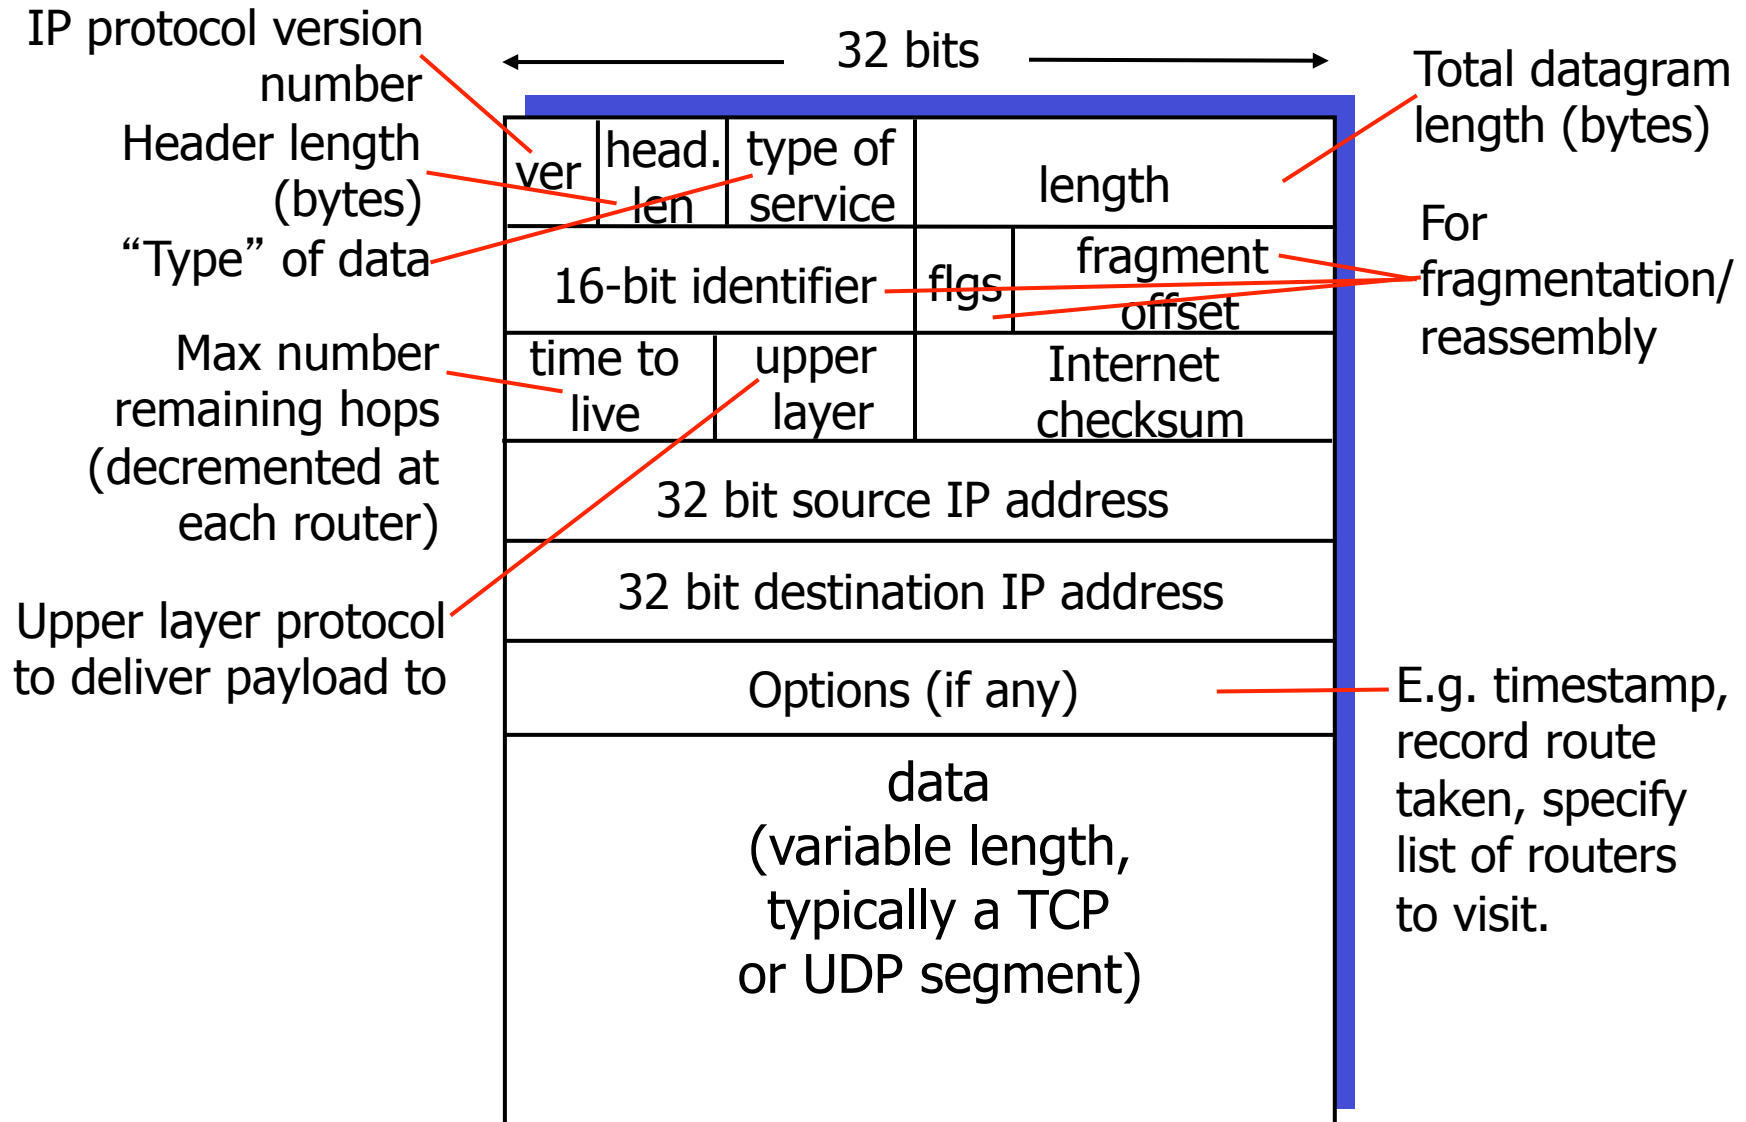 IP protocol version
number
Header length
(bytes)
“Type” of data
Max number
remaining hops
(decremented at
each router)
Upper layer protocol
to deliver payload to
32 bits
ver
head.
len
type of
service
length
16-bit identifier
flgs
fragment
offset
time to
live
upper
layer
Internet
checksum
32 bit source IP address
32 bit destination IP address
Options (if any)
data
(variable length,
typically a TCP
or UDP segment)
Total datagram
length (bytes)
For
fragmentation/
reassembly
E.g. timestamp,
record route
taken, specify
list of routers
to visit.